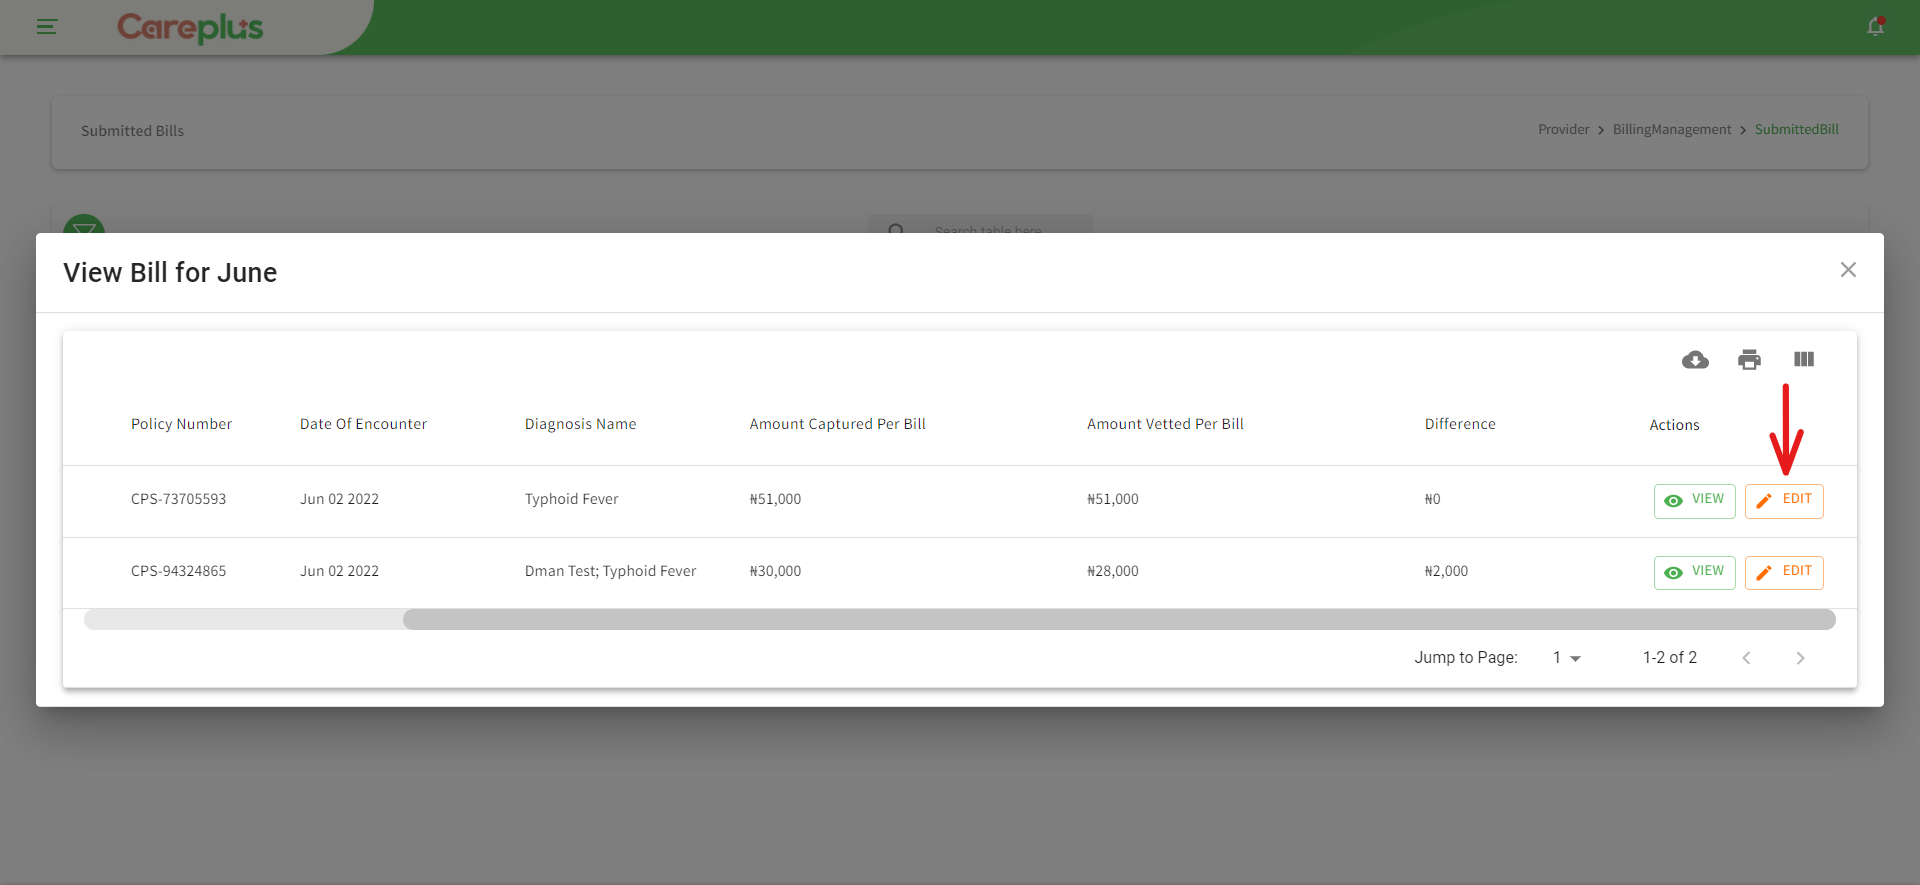 Careplus
Submitted Bills
Provider > BillingManagement > SubmittedBill
Search table here
View Bill for June
Policy Number Date Of Encounter Diagnosis Name Amount Captured Per Bill Amount Vetted Per Bill Difference Actions
CPS-73705593 Jun 02 2022 Typhoid Fever ₦51,000 ₦51,000 ₦0 VIEW EDIT
CPS-94324865 Jun 02 2022 Dman Test; Typhoid Fever ₦30,000 ₦28,000 ₦2,000 VIEW EDIT
Jump to Page: 1 1-2 of 2